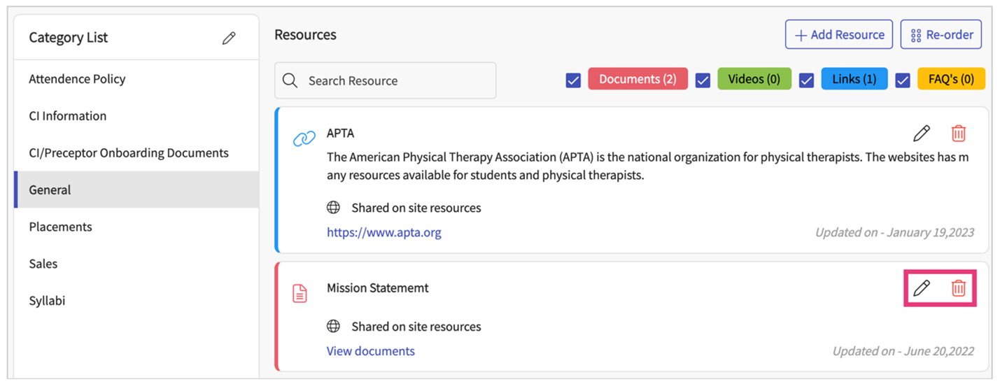 Category List
Attendence Policy
CI Information
CI/Preceptor Onboarding Documents
General
Placements
Sales
Syllabi
Resources
Add Resource
Re-order
Search Resource
Documents (2)
Videos (0)
Links (1)
FAQ's (0)
APTA
The American Physical Therapy Association (APTA) is the national organization for physical therapists. The websites has m
any resources available for students and physical therapists.
Shared on site resources
https://www.apta.org
Updated on - January 19,2023
Mission Statememt
Shared on site resources
View documents
Updated on - June 20,2022